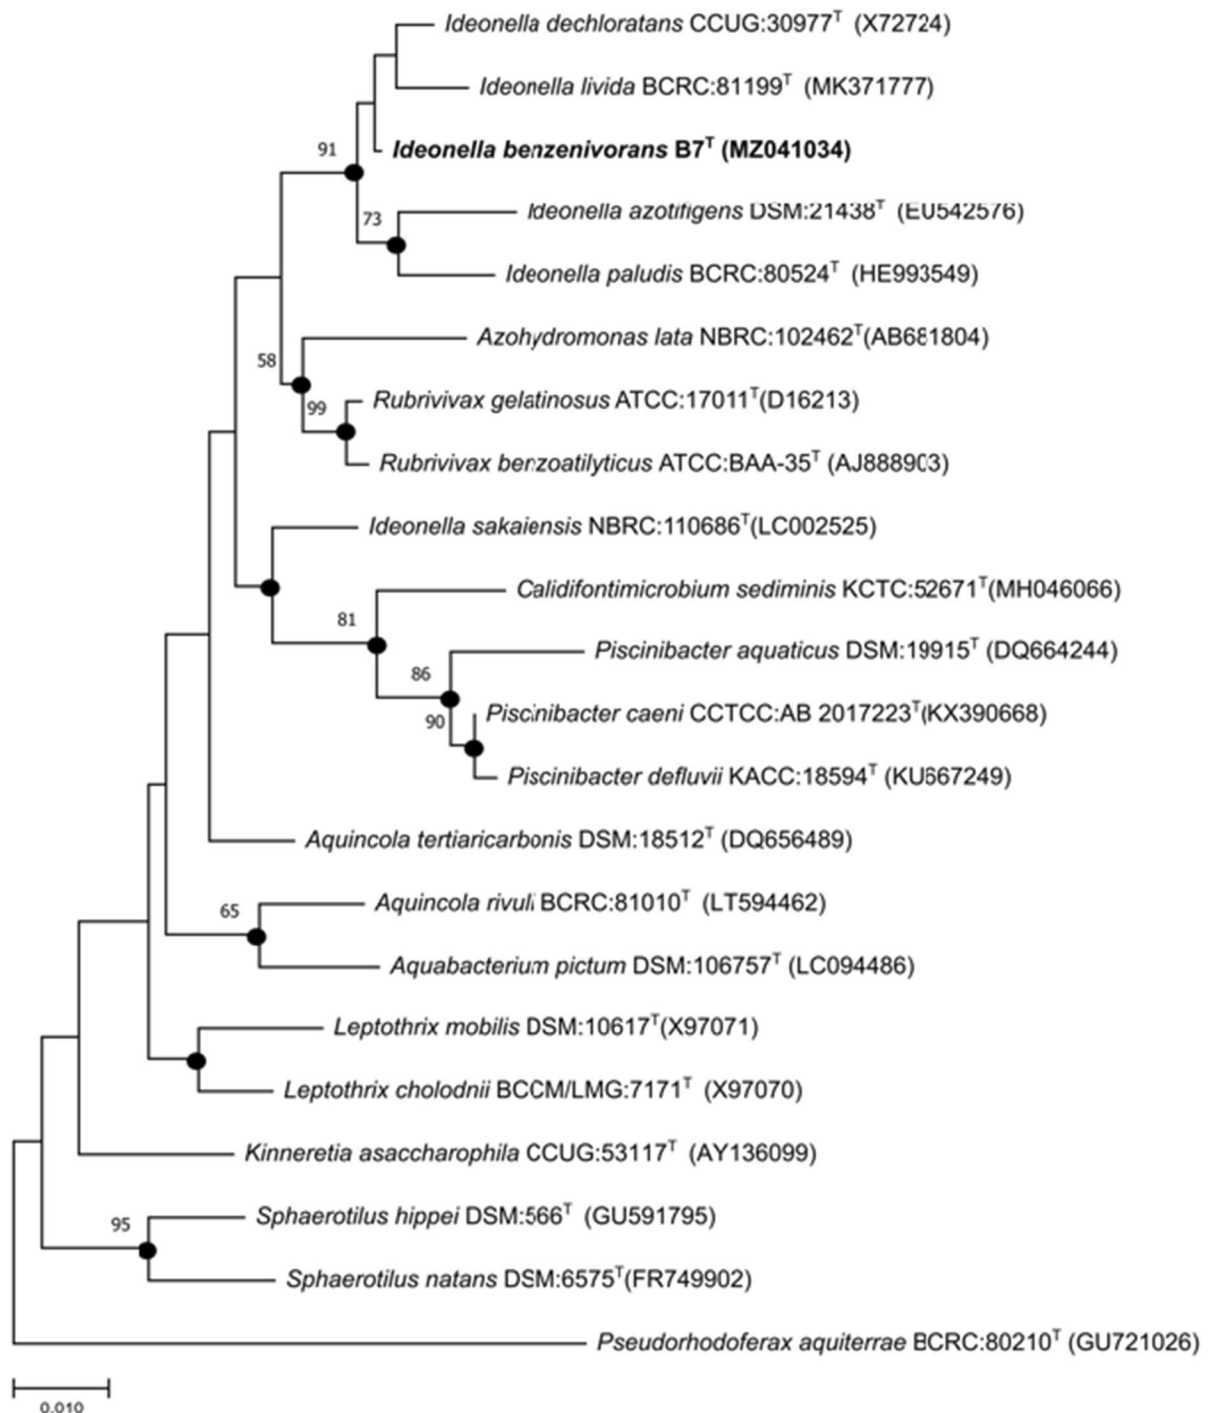 Ideonella dechloratans CCUG:30977T (X72724)
Ideonella livida BCRC:81199T (MK371777)
91
Ideonella benzenivorans B7T (MZ041034)
73
Ideonella azotifigens DSM:21438T (EU542576)
Ideonella paludis BCRC:80524T (HE993549)
Azohydromonas lata NBRC:102462T(AB681804)
58
99
Rubrivivax gelatinosus ATCC:17011T(D16213)
Rubrivivax benzoatilyticus ATCC:BAA-35T (AJ888903)
Ideonella sakaiensis NBRC:110686T(LC002525)
Calidifontimicrobium sediminis KCTC:52671T(MH046066)
81
Piscinibacter aquaticus DSM:19915T (DQ664244)
86
90
Piscinibacter caeni CCTCC:AB 2017223T(KX390668)
Piscinibacter defluvii KACC:18594T (KU667249)
Aquincola tertiaricarbonis DSM:18512T (DQ656489)
65
Aquincola rivuli BCRC:81010T (LT594462)
Aquabacterium pictum DSM:106757T (LC094486)
Leptothrix mobilis DSM:10617T(X97071)
Leptothrix cholodnii BCCM/LMG:7171T (X97070)
Kinneretia asaccharophila CCUG:53117T (AY136099)
95
Sphaerotilus hippei DSM:566T (GU591795)
Sphaerotilus natans DSM:6575T(FR749902)
Pseudorhodoferax aquiterrae BCRC:80210T (GU721026)
0.010